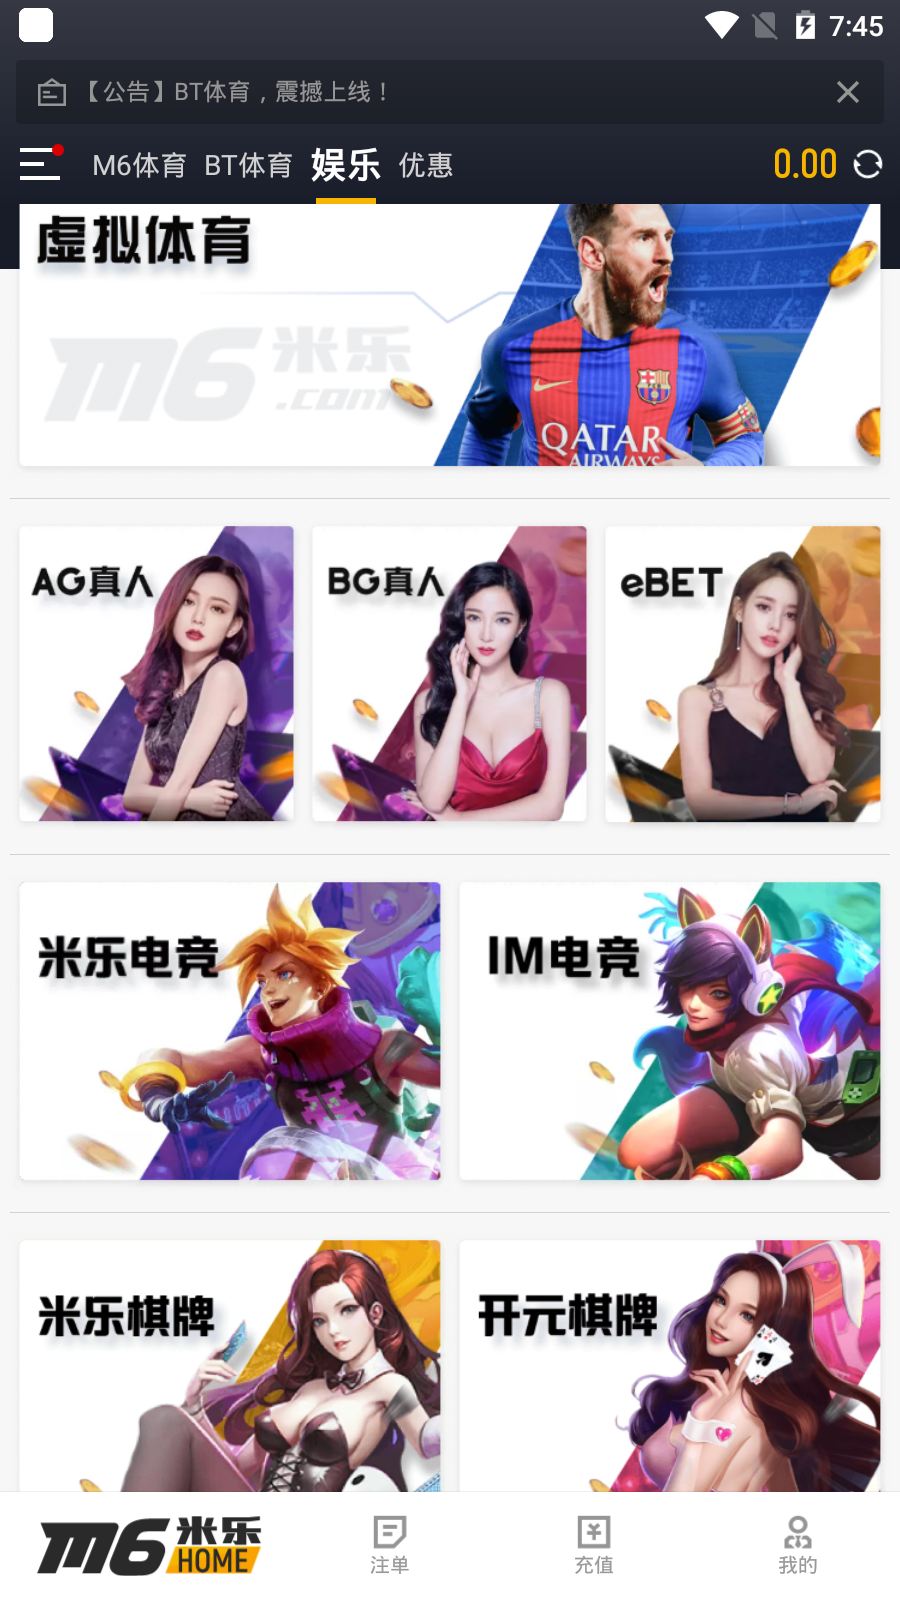 7:45
【公告】BT体育，震撼上线！
M6体育 BT体育 娱乐 优惠 0.00
虚拟体育
m6 米乐
.com
QATAR
AIRWAYS
AG真人 BG真人 eBET
米乐电竞 IM电竞
米乐棋牌 开元棋牌
m6 米乐
HOME
注单 充值 我的